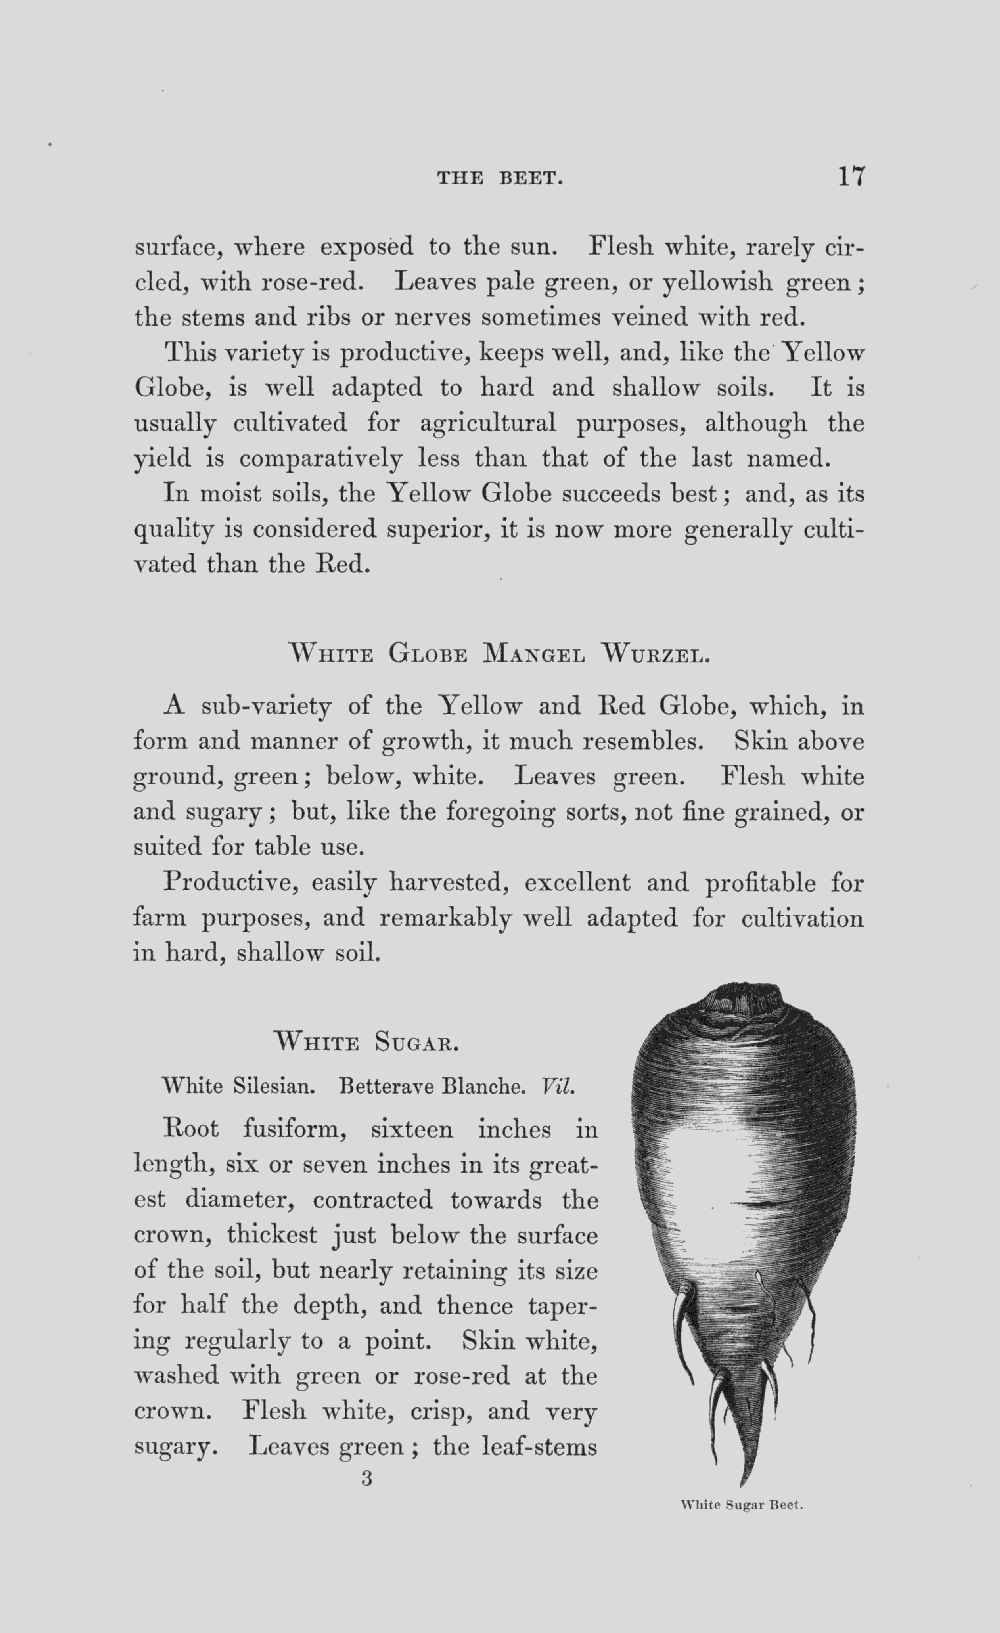 THE BEET. 17
surface, where exposed to the sun. Flesh white, rarely cir-
cled, with rose-red. Leaves pale green, or yellowish green;
the stems and ribs or nerves sometimes veined with red.
This variety is productive, keeps well, and, like the Yellow
Globe, is well adapted to hard and shallow soils. It is
usually cultivated for agricultural purposes, although the
yield is comparatively less than that of the last named.
In moist soils, the Yellow Globe succeeds best; and, as its
quality is considered superior, it is now more generally culti-
vated than the Red.
WHITE GLOBE MANGEL WURZEL.
A sub-variety of the Yellow and Red Globe, which, in
form and manner of growth, it much resembles. Skin above
ground, green; below, white. Leaves green. Flesh white
and sugary; but, like the foregoing sorts, not fine grained, or
suited for table use.
Productive, easily harvested, excellent and profitable for
farm purposes, and remarkably well adapted for cultivation
in hard, shallow soil.
WHITE SUGAR.
White Silesian. Betterave Blanche. Vil.
Root fusiform, sixteen inches in
length, six or seven inches in its great-
est diameter, contracted towards the
crown, thickest just below the surface
of the soil, but nearly retaining its size
for half the depth, and thence taper-
ing regularly to a point. Skin white,
washed with green or rose-red at the
crown. Flesh white, crisp, and very
sugary. Leaves green; the leaf-stems
3
White Sugar Beet.